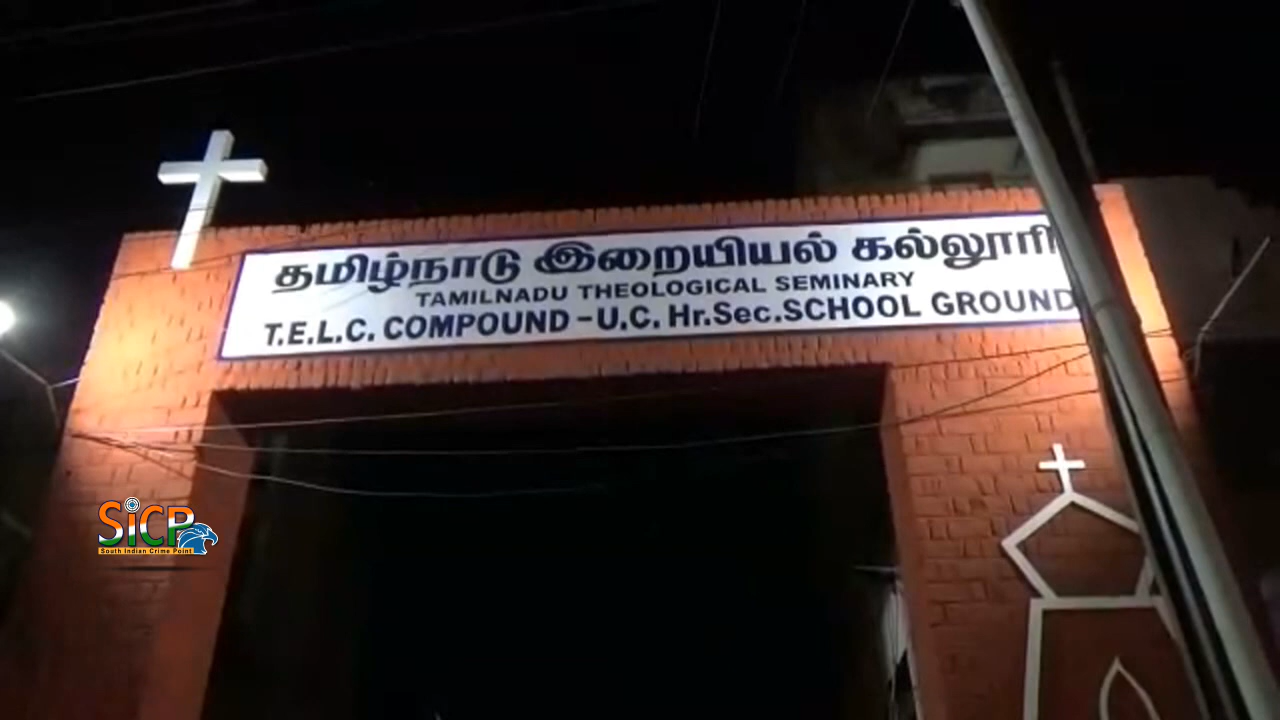 தமிழ்நாடு இறையியல் கல்லூரி
TAMILNADU THEOLOGICAL SEMINARY
T.E.L.C. COMPOUND - U.C. Hr.Sec.SCHOOL GROUND
SiCP
South Indian Crime Point